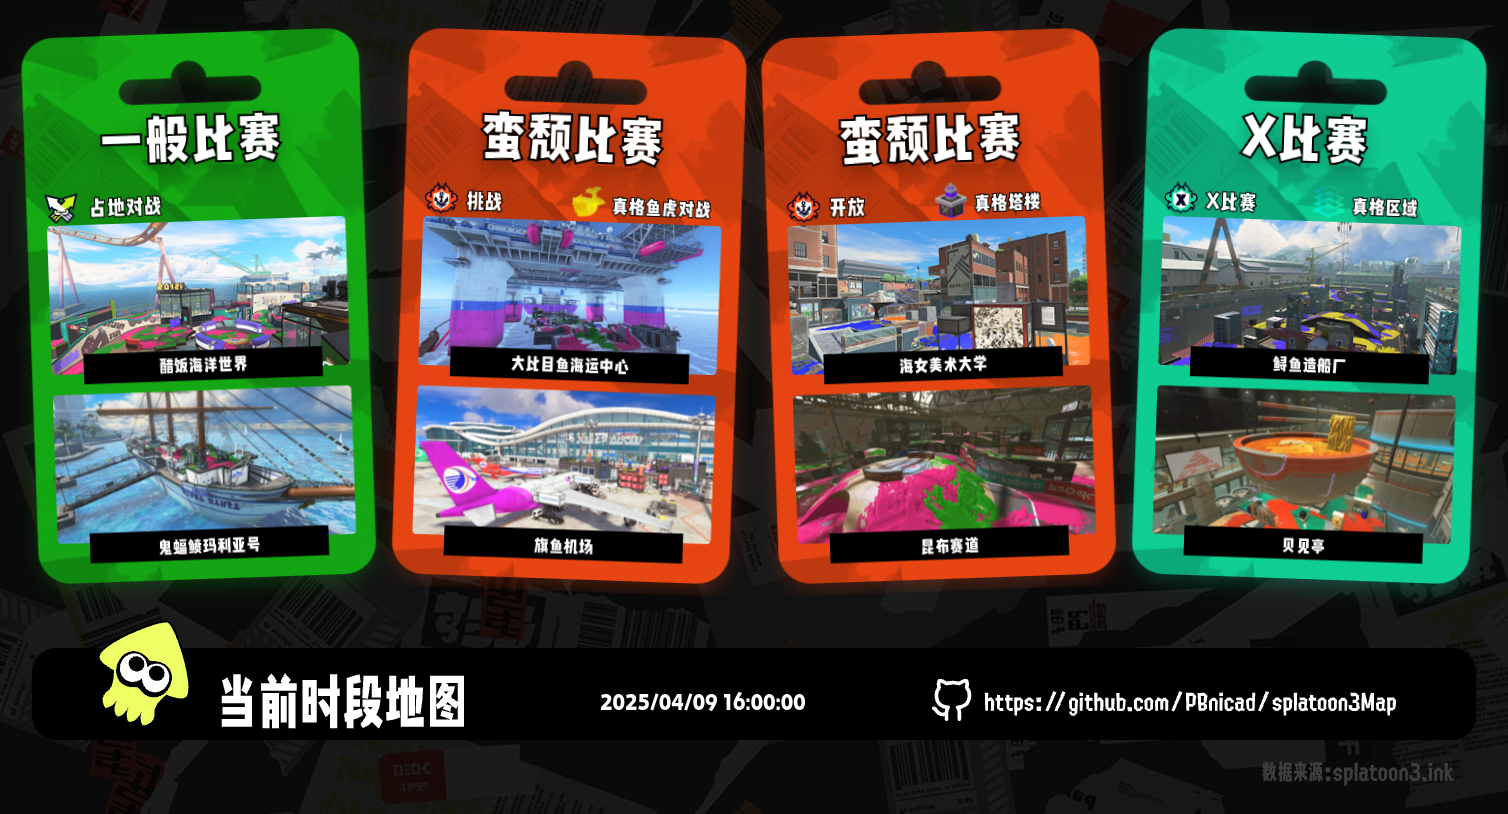 一般比赛
占地对战
醋饭海洋世界
鬼蝠鲼玛利亚号
蛮颓比赛
挑战
真格鱼虎对战
大比目鱼海运中心
旗鱼机场
蛮颓比赛
开放
真格塔楼
海女美术大学
昆布赛道
X比赛
X比赛
真格区域
鲟鱼造船厂
贝见亭
当前时段地图
2025/04/09 16:00:00
https://github.com/PBnicad/splatoon3Map
数据来源:splatoon3.ink